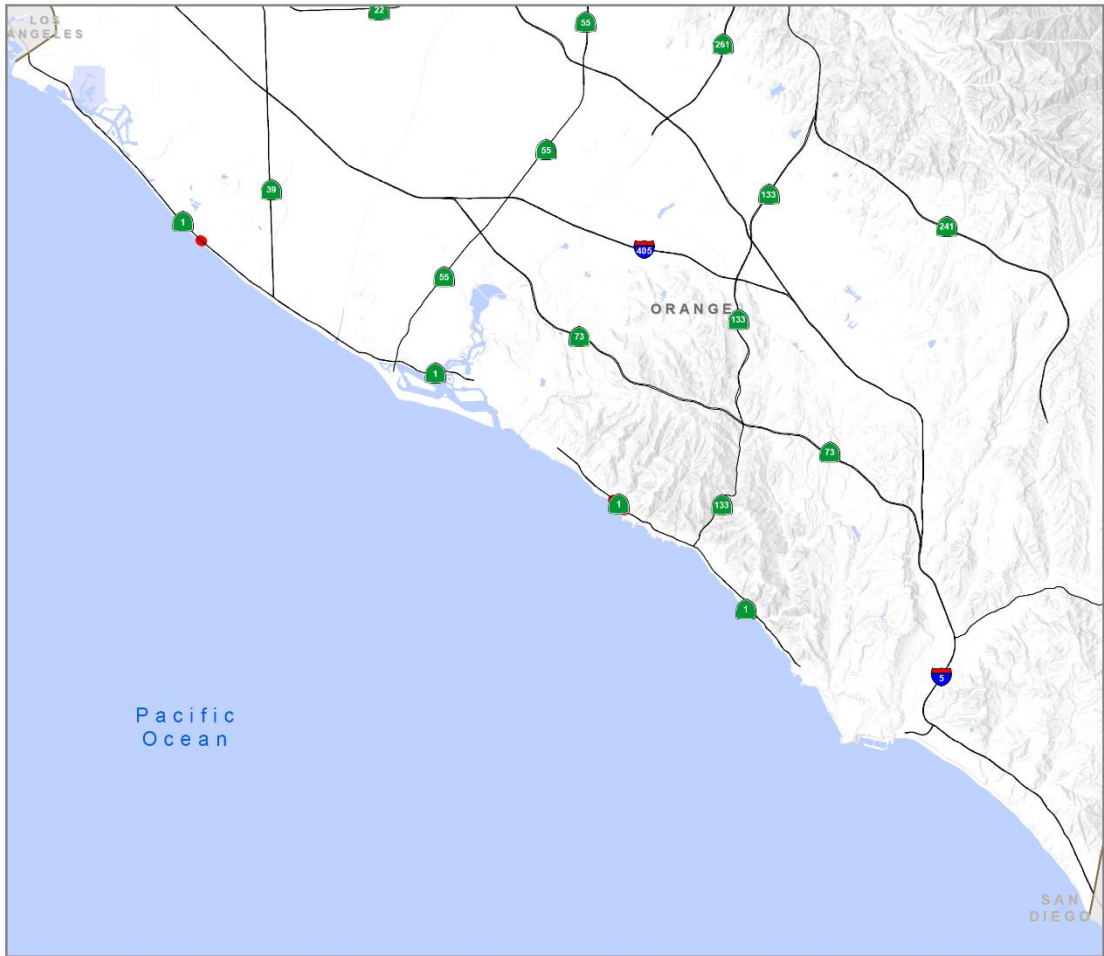 22
LOS
ANGELES
55
261
55
39
133
1
241
405
55
ORANGE
133
73
1
73
1
133
1
5
Pacific
Ocean
SAN
DIEGO